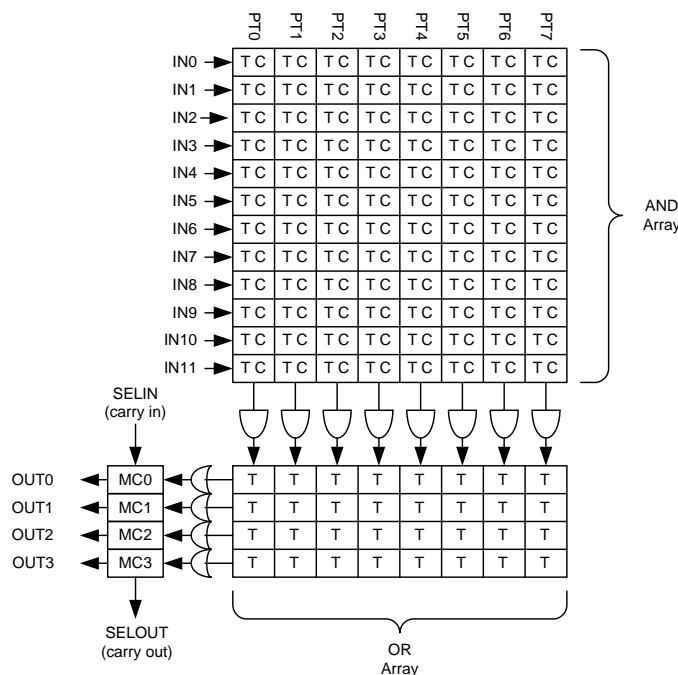 PT0 PT1 PT2 PT3 PT4 PT5 PT6 PT7
IN0 T C T C T C T C T C T C T C T C
IN1 T C T C T C T C T C T C T C T C
IN2 T C T C T C T C T C T C T C T C
IN3 T C T C T C T C T C T C T C T C
IN4 T C T C T C T C T C T C T C T C
IN5 T C T C T C T C T C T C T C T C
IN6 T C T C T C T C T C T C T C T C
IN7 T C T C T C T C T C T C T C T C
IN8 T C T C T C T C T C T C T C T C
IN9 T C T C T C T C T C T C T C T C
IN10 T C T C T C T C T C T C T C T C
IN11 T C T C T C T C T C T C T C T C
AND
Array
SELIN
(carry in)
OUT0 MC0 T T T T T T T T
OUT1 MC1 T T T T T T T T
OUT2 MC2 T T T T T T T T
OUT3 MC3 T T T T T T T T
SELOUT
(carry out)
OR
Array